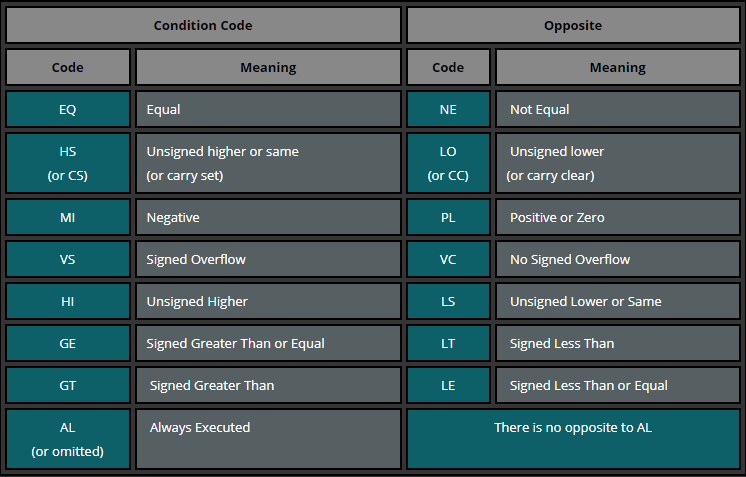 Condition Code Opposite
Code Meaning Code Meaning
EQ Equal NE Not Equal
HS Unsigned higher or same LO Unsigned lower
(or CS) (or carry set) (or CC) (or carry clear)
MI Negative PL Positive or Zero
VS Signed Overflow VC No Signed Overflow
HI Unsigned Higher LS Unsigned Lower or Same
GE Signed Greater Than or Equal LT Signed Less Than
GT Signed Greater Than LE Signed Less Than or Equal
AL Always Executed There is no opposite to AL
(or omitted)